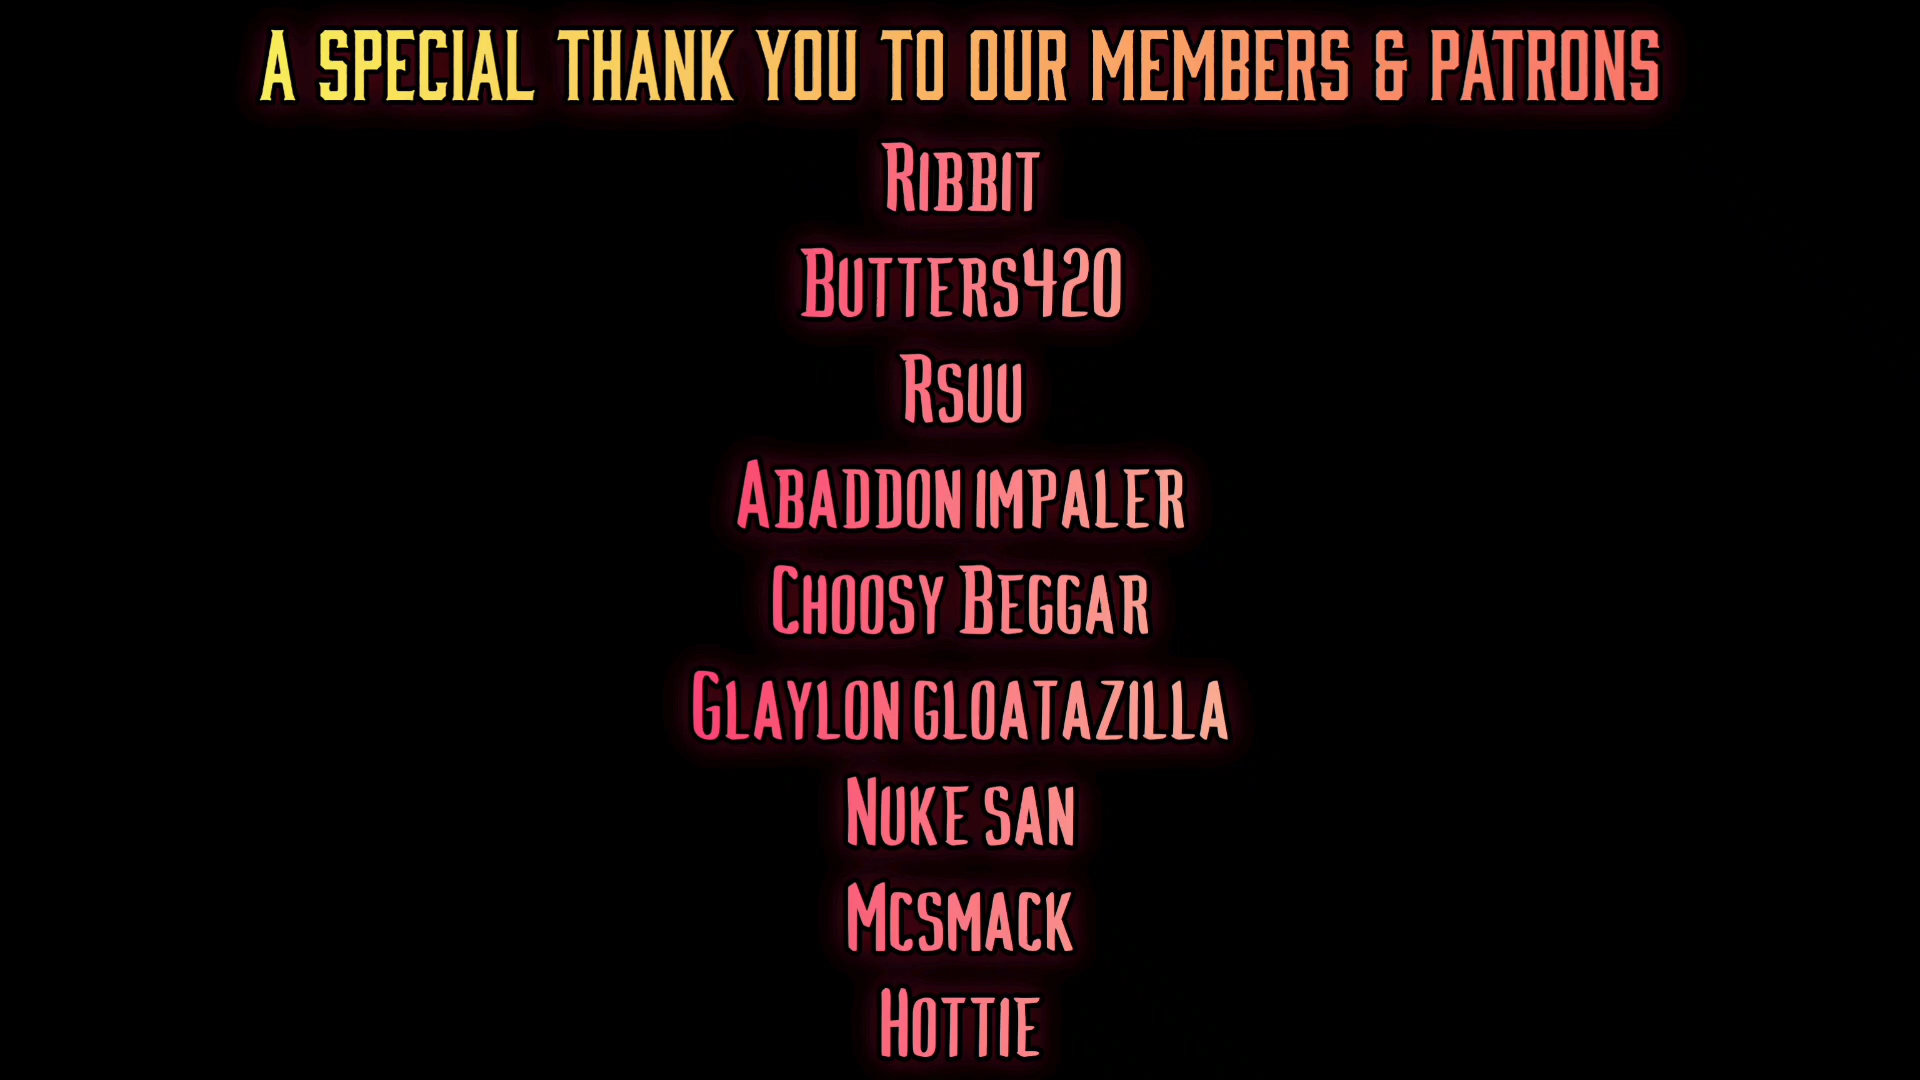 A SPECIAL THANK YOU TO OUR MEMBERS & PATRONS
Ribbit
Butters420
Rsuu
Abaddon impaler
Choosy Beggar
Glaylon gloatazilla
Nuke san
Mcsmack
Hottie